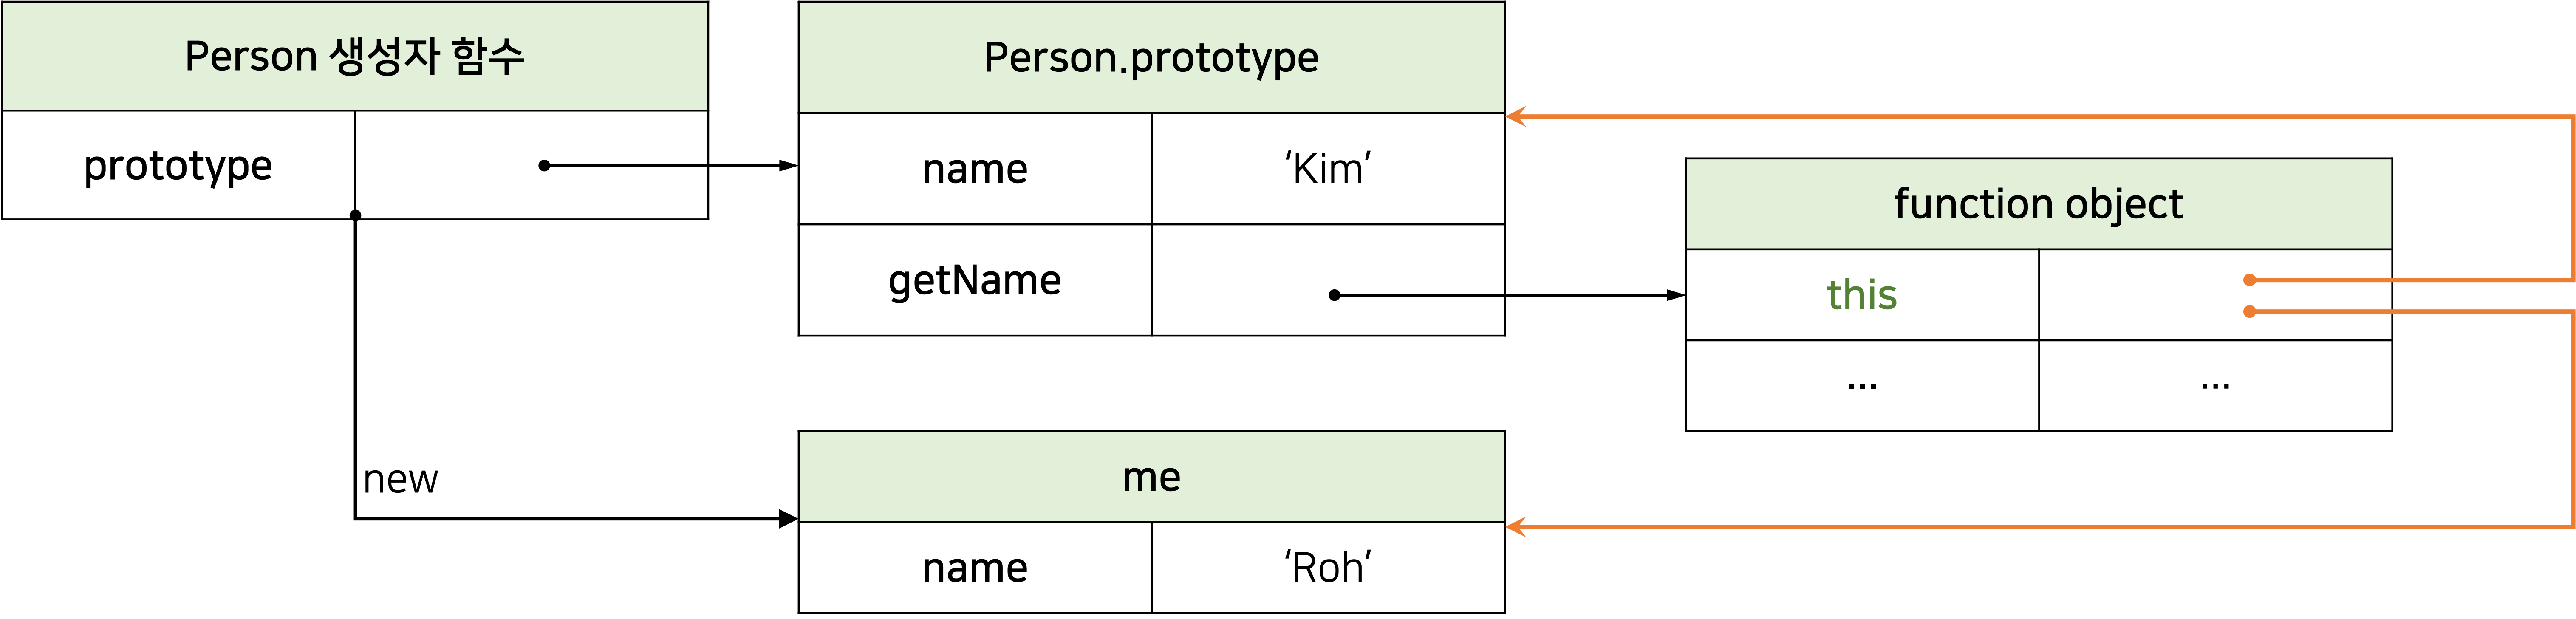 Person 생성자 함수
prototype
Person.prototype
name
‘Kim’
getName
function object
this
... ...
new
me
name
‘Roh’